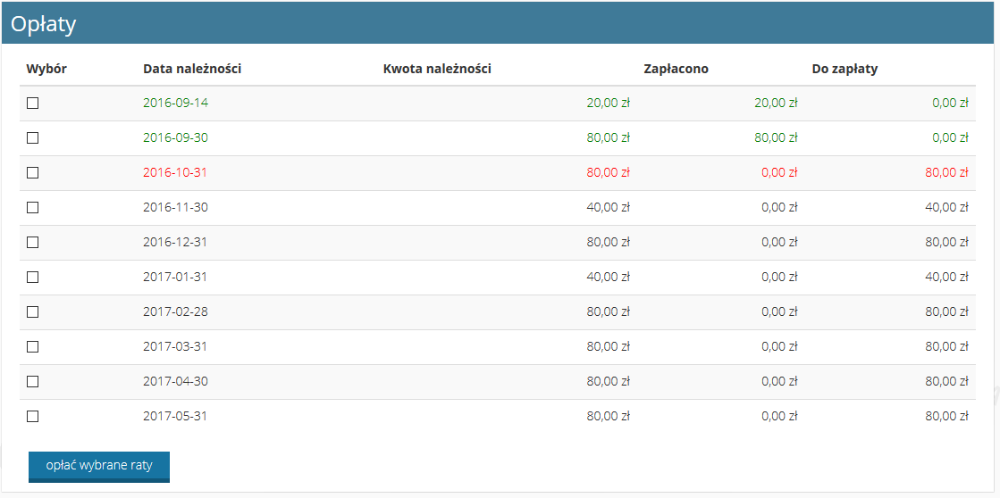 Opłaty
Wybór Data należności Kwota należności Zapłacono Do zapłaty
2016-09-14 20,00 zł 20,00 zł 0,00 zł
2016-09-30 80,00 zł 80,00 zł 0,00 zł
2016-10-31 80,00 zł 0,00 zł 80,00 zł
2016-11-30 40,00 zł 0,00 zł 40,00 zł
2016-12-31 80,00 zł 0,00 zł 80,00 zł
2017-01-31 40,00 zł 0,00 zł 40,00 zł
2017-02-28 80,00 zł 0,00 zł 80,00 zł
2017-03-31 80,00 zł 0,00 zł 80,00 zł
2017-04-30 80,00 zł 0,00 zł 80,00 zł
2017-05-31 80,00 zł 0,00 zł 80,00 zł
opłać wybrane raty